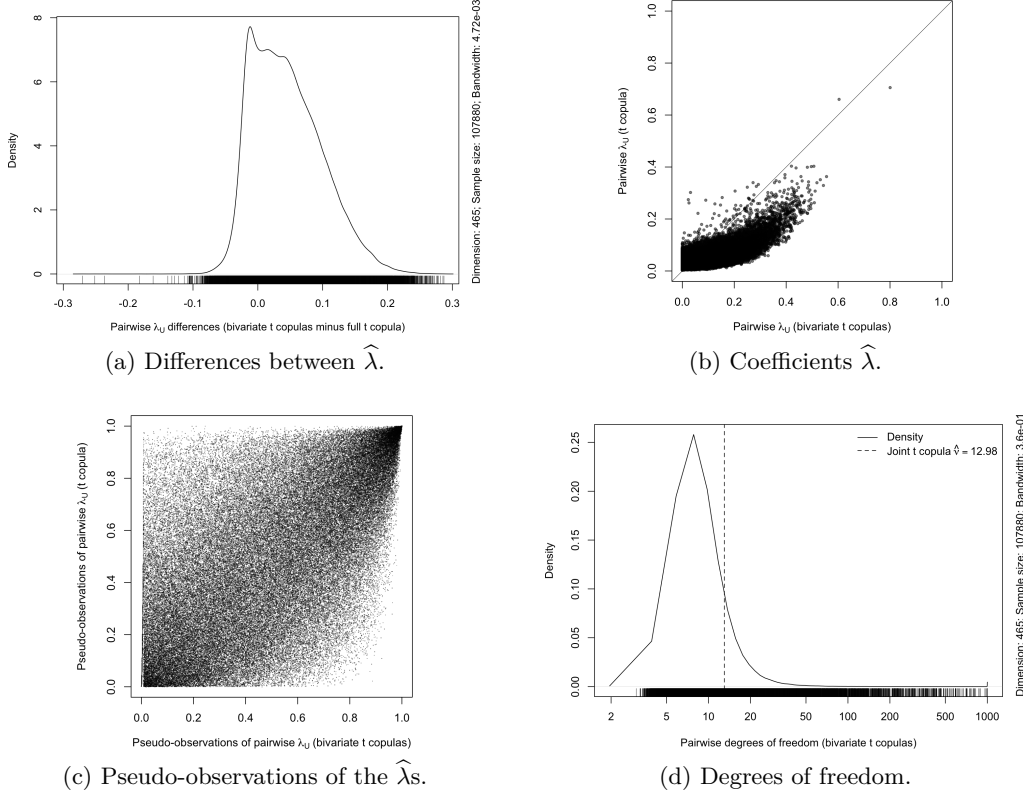 0 2 4 6 8
Density
-0.3 -0.2 -0.1 0.0 0.1 0.2 0.3
Pairwise λU differences (bivariate t copulas minus full t copula)
Dimension: 465; Sample size: 107880; Bandwidth: 4.72e-03
(a) Differences between λ̂.
0.0 0.2 0.4 0.6 0.8 1.0
Pairwise λU (t copula)
0.0 0.2 0.4 0.6 0.8 1.0
Pairwise λU (bivariate t copulas)
(b) Coefficients λ̂.
0.0 0.2 0.4 0.6 0.8 1.0
Pseudo-observations of pairwise λU (t copula)
0.0 0.2 0.4 0.6 0.8 1.0
Pseudo-observations of pairwise λU (bivariate t copulas)
(c) Pseudo-observations of the λ̂s.
0.00 0.05 0.10 0.15 0.20 0.25
Density
Density
Joint t copula ν̂ = 12.98
2 5 10 20 50 100 200 500 1000
Pairwise degrees of freedom (bivariate t copulas)
Dimension: 465; Sample size: 107880; Bandwidth: 3.6e-01
(d) Degrees of freedom.